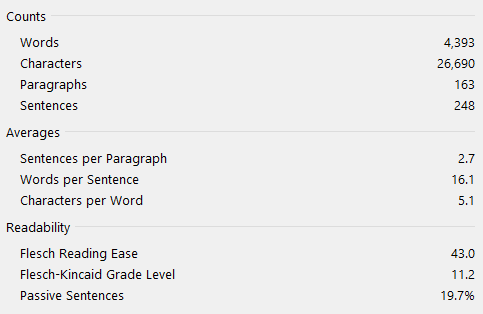 Counts
Words 4,393
Characters 26,690
Paragraphs 163
Sentences 248
Averages
Sentences per Paragraph 2.7
Words per Sentence 16.1
Characters per Word 5.1
Readability
Flesch Reading Ease 43.0
Flesch-Kincaid Grade Level 11.2
Passive Sentences 19.7%